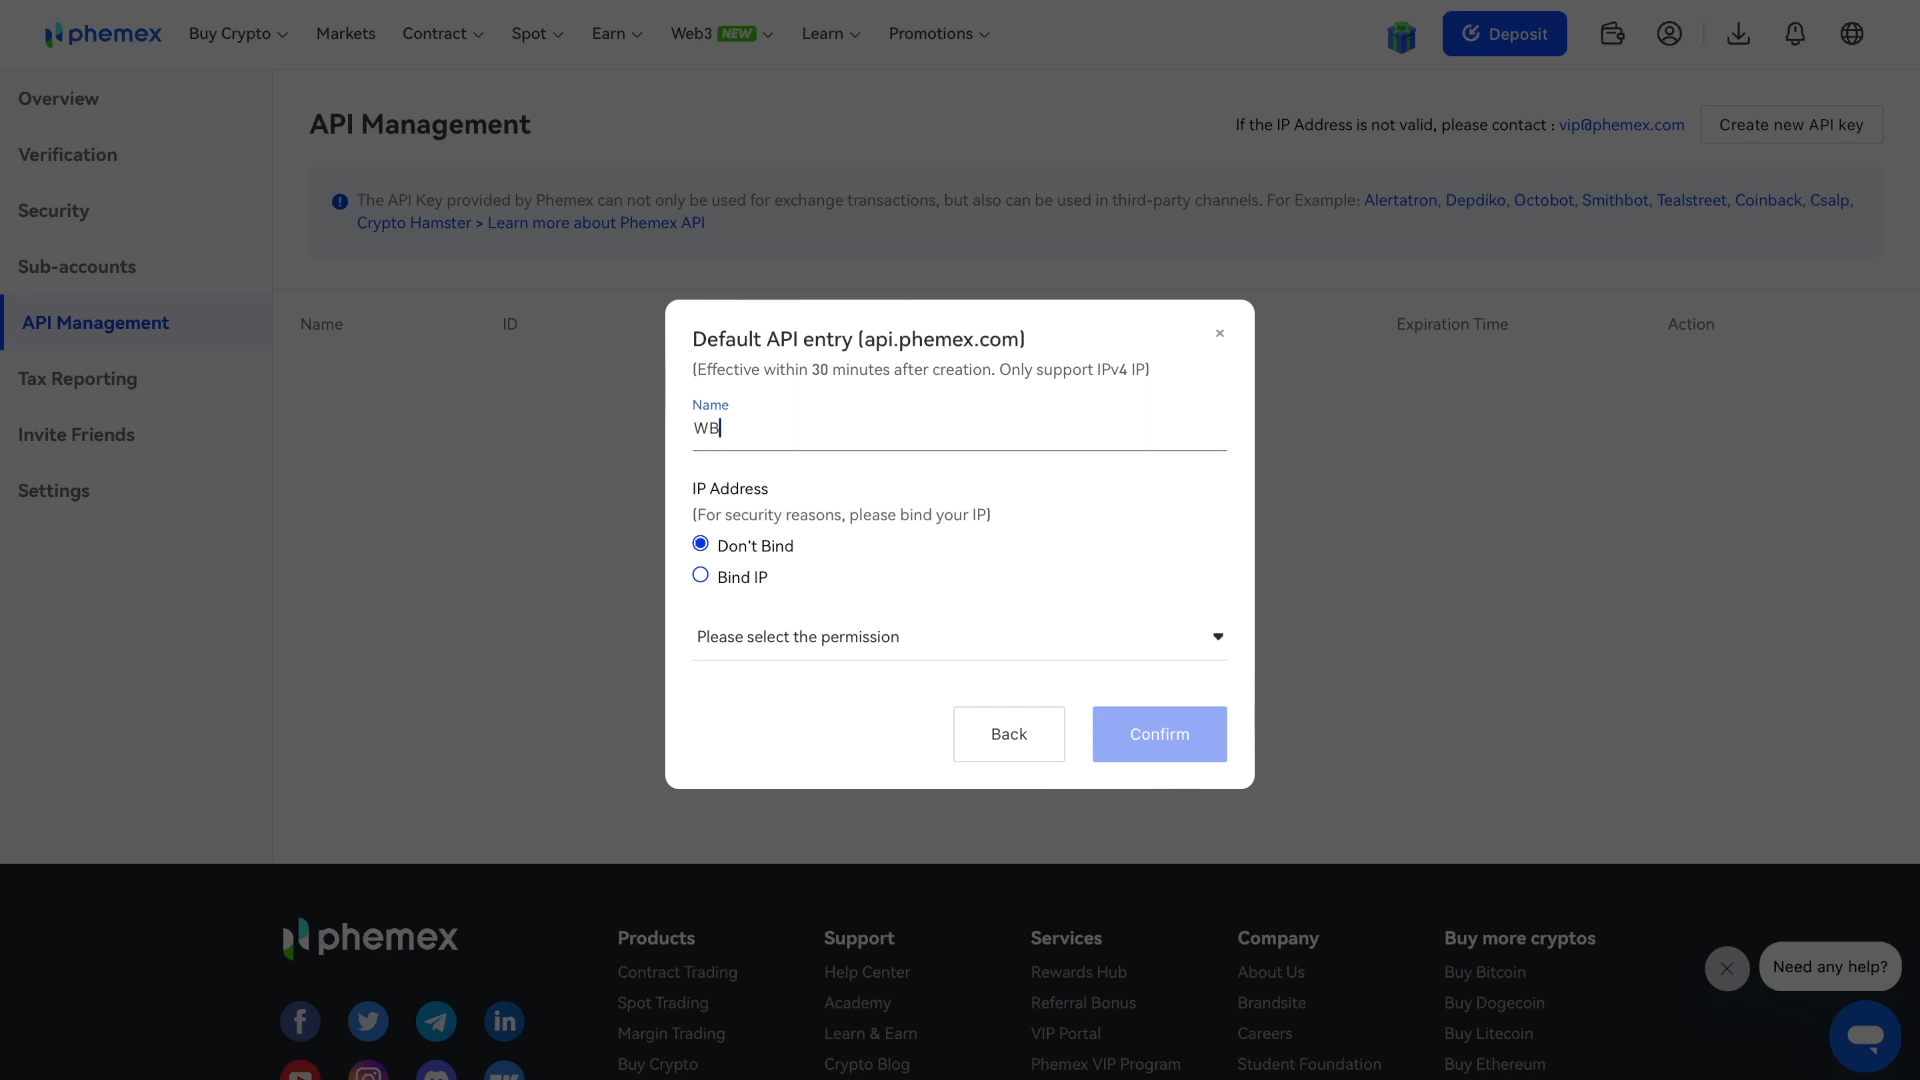 phemex
Buy Crypto
Markets
Contract
Spot
Earn
Web3 NEW
Learn
Promotions
Deposit
Overview
Verification
Security
Sub-accounts
API Management
Tax Reporting
Invite Friends
Settings
API Management
If the IP Address is not valid, please contact : vip@phemex.com
Create new API key
The API Key provided by Phemex can not only be used for exchange transactions, but also can be used in third-party channels. For Example: Alertatron, Depdiko, Octobot, Smithbot, Tealstreet, Coinback, Csalp,
Crypto Hamster > Learn more about Phemex API
Name
ID
Expiration Time
Action
Default API entry (api.phemex.com)
×
(Effective within 30 minutes after creation. Only support IPv4 IP)
Name
WB
IP Address
(For security reasons, please bind your IP)
Don't Bind
Bind IP
Please select the permission
Back
Confirm
phemex
Products
Contract Trading
Spot Trading
Margin Trading
Buy Crypto
Support
Help Center
Academy
Learn & Earn
Crypto Blog
Services
Rewards Hub
Referral Bonus
VIP Portal
Phemex VIP Program
Company
About Us
Brandsite
Careers
Student Foundation
Buy more cryptos
Buy Bitcoin
Buy Dogecoin
Buy Litecoin
Buy Ethereum
Need any help?